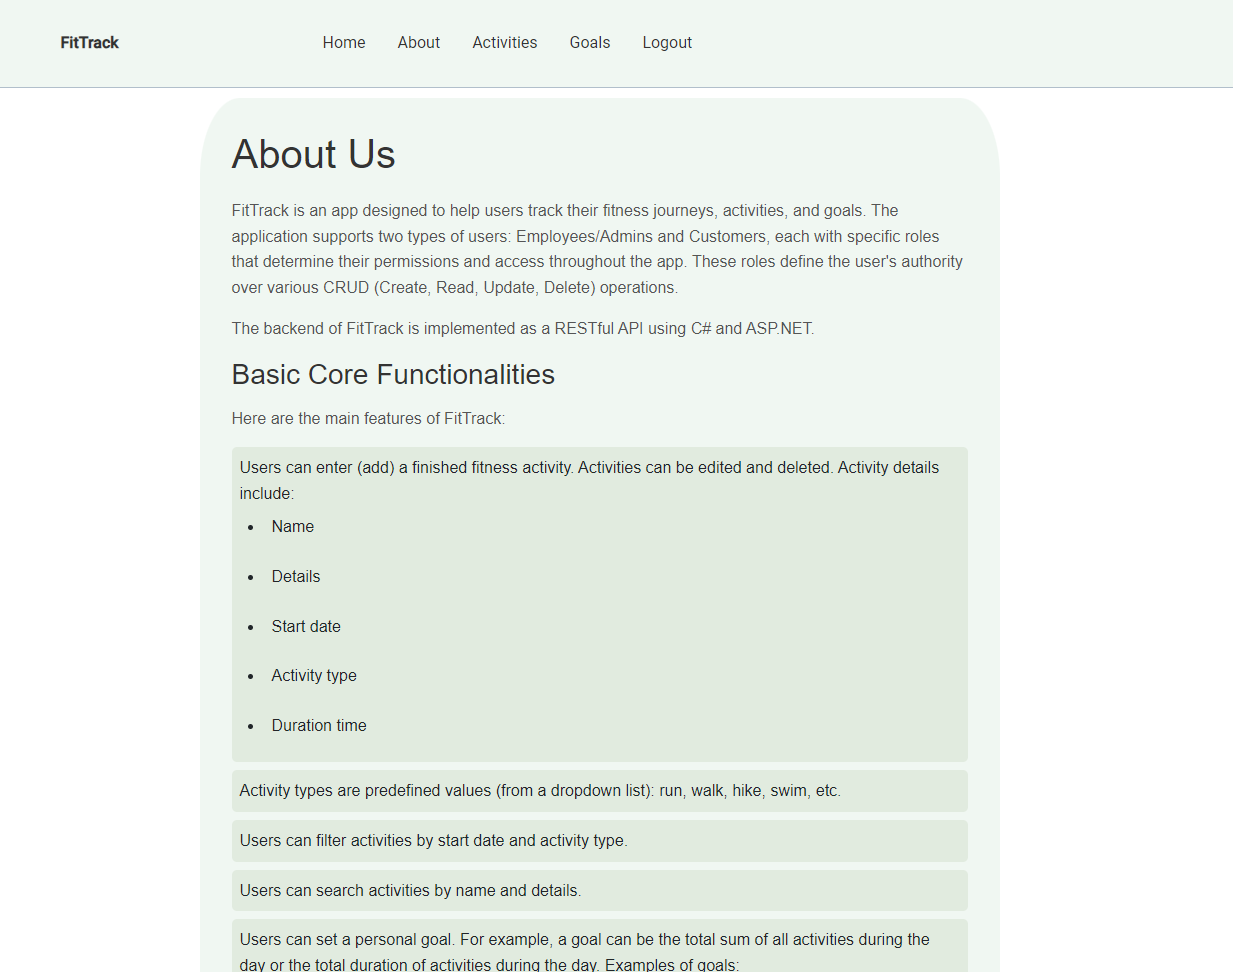 FitTrack Home About Activities Goals Logout
About Us
FitTrack is an app designed to help users track their fitness journeys, activities, and goals. The
application supports two types of users: Employees/Admins and Customers, each with specific roles
that determine their permissions and access throughout the app. These roles define the user's authority
over various CRUD (Create, Read, Update, Delete) operations.
The backend of FitTrack is implemented as a RESTful API using C# and ASP.NET.
Basic Core Functionalities
Here are the main features of FitTrack:
Users can enter (add) a finished fitness activity. Activities can be edited and deleted. Activity details
include:
• Name
• Details
• Start date
• Activity type
• Duration time
Activity types are predefined values (from a dropdown list): run, walk, hike, swim, etc.
Users can filter activities by start date and activity type.
Users can search activities by name and details.
Users can set a personal goal. For example, a goal can be the total sum of all activities during the
day or the total duration of activities during the day. Examples of goals: